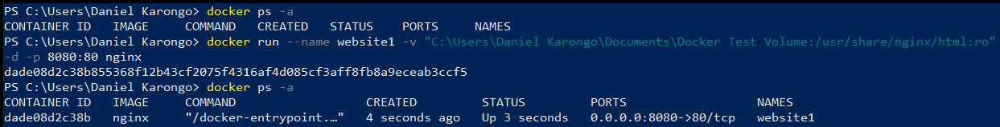 PS C:\Users\Daniel Karongo> docker ps -a
CONTAINER ID   IMAGE     COMMAND   CREATED   STATUS    PORTS     NAMES
PS C:\Users\Daniel Karongo> docker run --name website1 -v "C:\Users\Daniel Karongo\Documents\Docker Test Volume:/usr/share/nginx/html:ro"
-d -p 8080:80 nginx
dade08d2c38b855368f12b43cf2075f4316af4d085cf3aff8fb8a9eceab3ccf5
PS C:\Users\Daniel Karongo> docker ps -a
CONTAINER ID   IMAGE     COMMAND                  CREATED         STATUS         PORTS                  NAMES
dade08d2c38b   nginx     "/docker-entrypoint.…"   4 seconds ago   Up 3 seconds   0.0.0.0:8080->80/tcp   website1